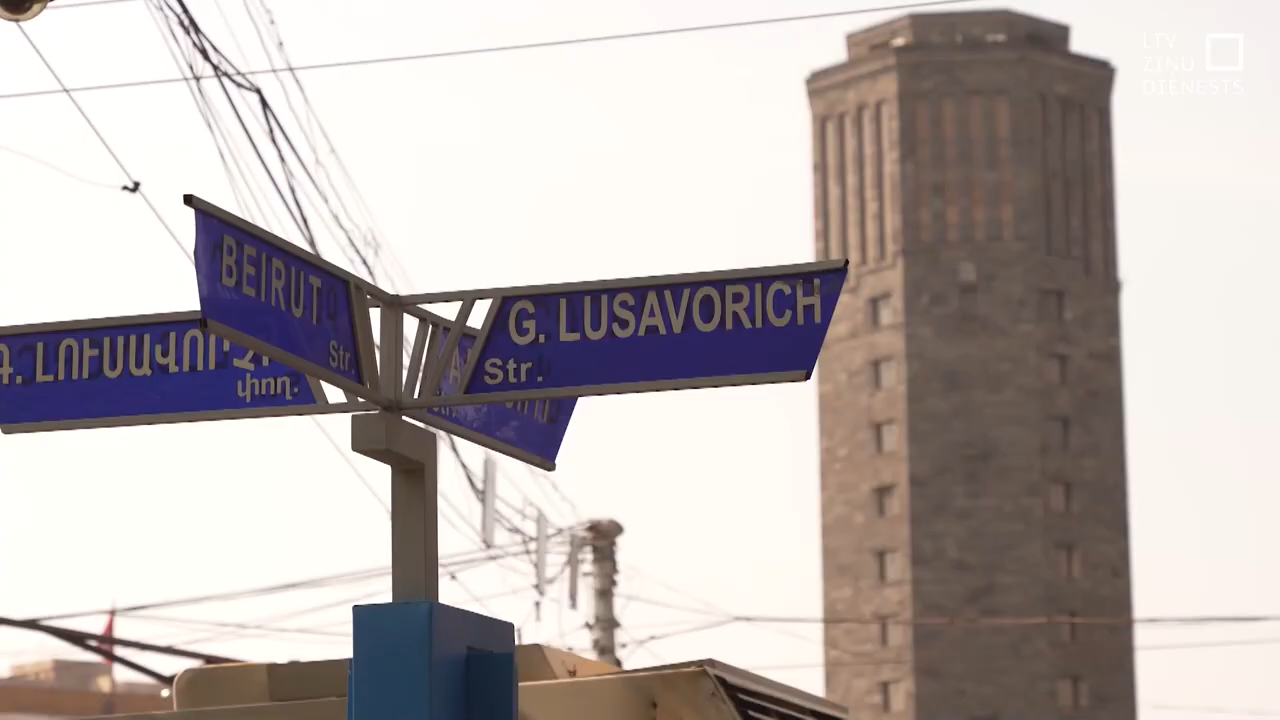 LTV
ZIŅU
DIENESTS
BEIRUT
Str.
G. LUSAVORICH
Str.
Գ. ԼՈՒՍԱՎՈՐՉԻ
փող.